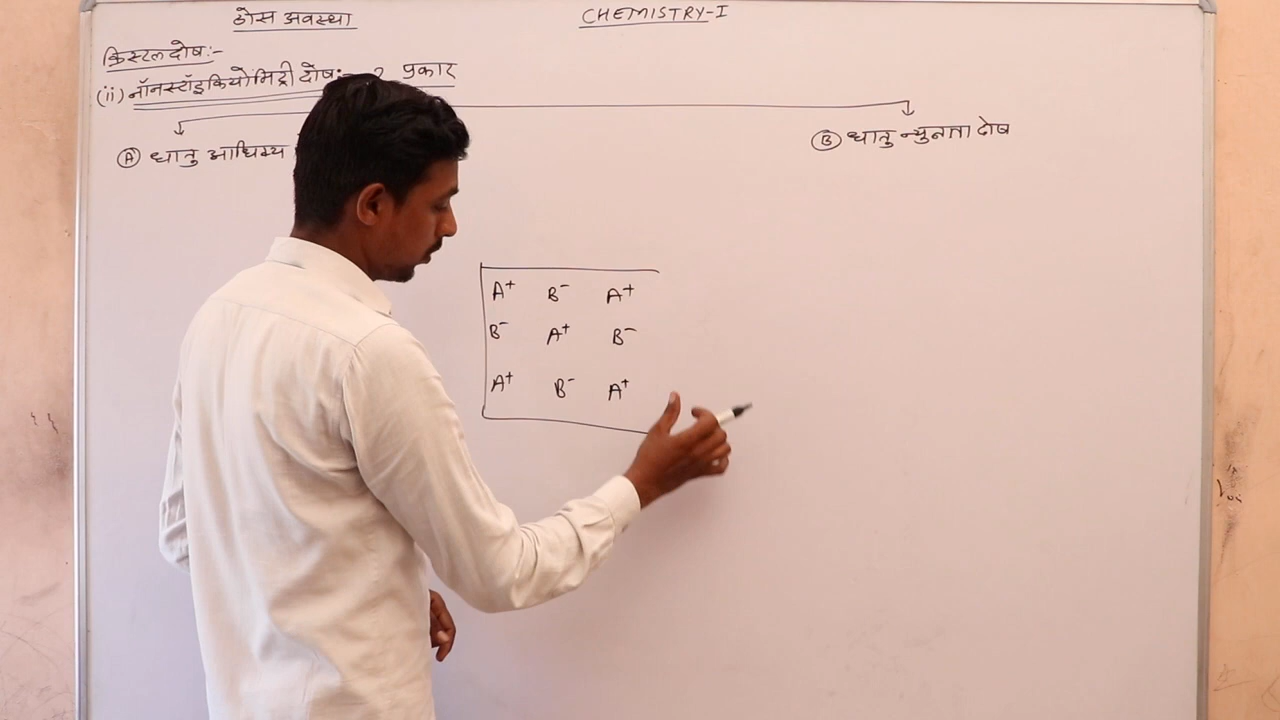 ठोस अवस्था
CHEMISTRY-I
क्रिस्टल दोष:-
(ii) नॉनस्टॉइकियोमिट्री दोष:- 2 प्रकार
(A) धातु आधिक्य
(B) धातु न्युनता दोष
A+ B- A+
B- A+ B-
A+ B- A+